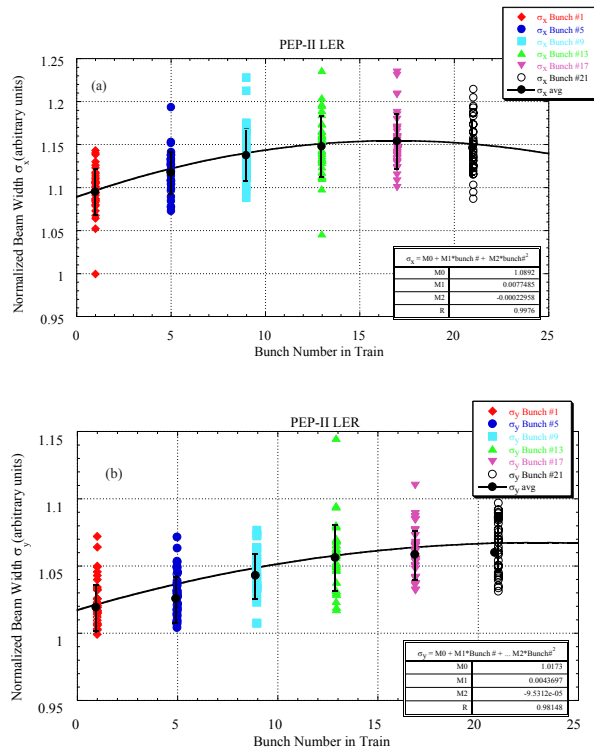 PEP-II LER
σx Bunch #1
σx Bunch #5
σx Bunch #9
σx Bunch #13
σx Bunch #17
σx Bunch #21
σx avg
(a)
Normalized Beam Width σx(arbitrary units)
1.25
1.2
1.15
1.1
1.05
1
0.95
σx = M0 + M1*bunch # + M2*bunch#²
M0 1.0892
M1 0.0077485
M2 -0.00022958
R 0.9976
0 5 10 15 20 25
Bunch Number in Train
PEP-II LER
σy Bunch #1
σy Bunch #5
σy Bunch #9
σy Bunch #13
σy Bunch #17
σy Bunch #21
σy avg
(b)
Normalized Beam Width σy(arbitrary units)
1.15
1.1
1.05
1
0.95
σy = M0 + M1*Bunch # + ... M2*Bunch#²
M0 1.0173
M1 0.0043697
M2 -9.5312e-05
R 0.98148
0 5 10 15 20 25
Bunch Number in Train